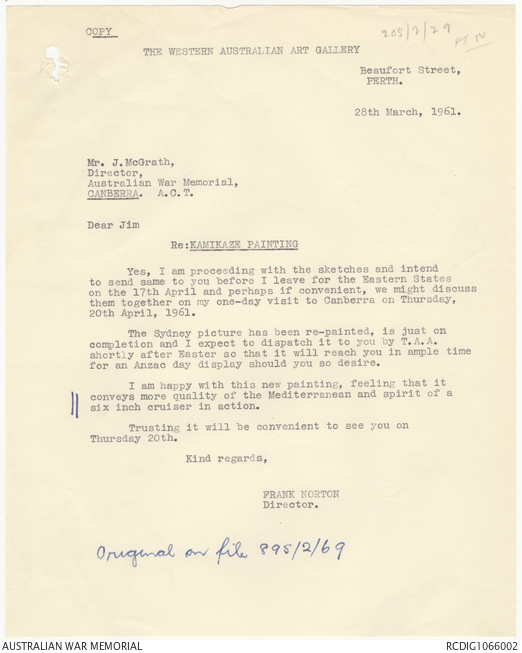 COPY
205/2/29
PT IV
THE WESTERN AUSTRALIAN ART GALLERY
Beaufort Street,
PERTH.
28th March, 1961.
Mr. J.McGrath,
Director,
Australian War Memorial,
CANBERRA. A.C.T.
Dear Jim
Re:KAMIKAZE PAINTING
Yes, I am proceeding with the sketches and intend
to send same to you before I leave for the Eastern States
on the 17th April and perhaps if convenient, we might discuss
them together on my one-day visit to Canberra on Thursday,
20th April, 1961.
The Sydney picture has been re-painted, is just on
completion and I expect to dispatch it to you by T.A.A.
shortly after Easter so that it will reach you in ample time
for an Anzac day display should you so desire.
I am happy with this new painting, feeling that it
conveys more quality of the Mediterranean and spirit of a
six inch cruiser in action.
Trusting it will be convenient to see you on
Thursday 20th.
Kind regards,
FRANK NORTON
Director.
Original on file 895/2/69
AUSTRALIAN WAR MEMORIAL
RCDIG1066002